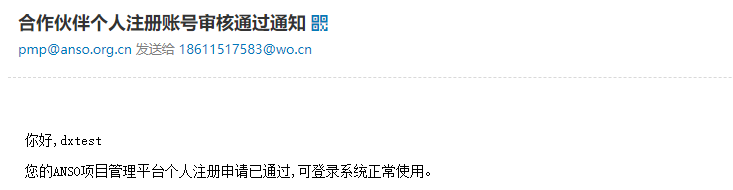 合作伙伴个人注册账号审核通过通知
pmp@anso.org.cn 发送给 18611517583@wo.cn
你好,dxtest
您的ANSO项目管理平台个人注册申请已通过,可登录系统正常使用。